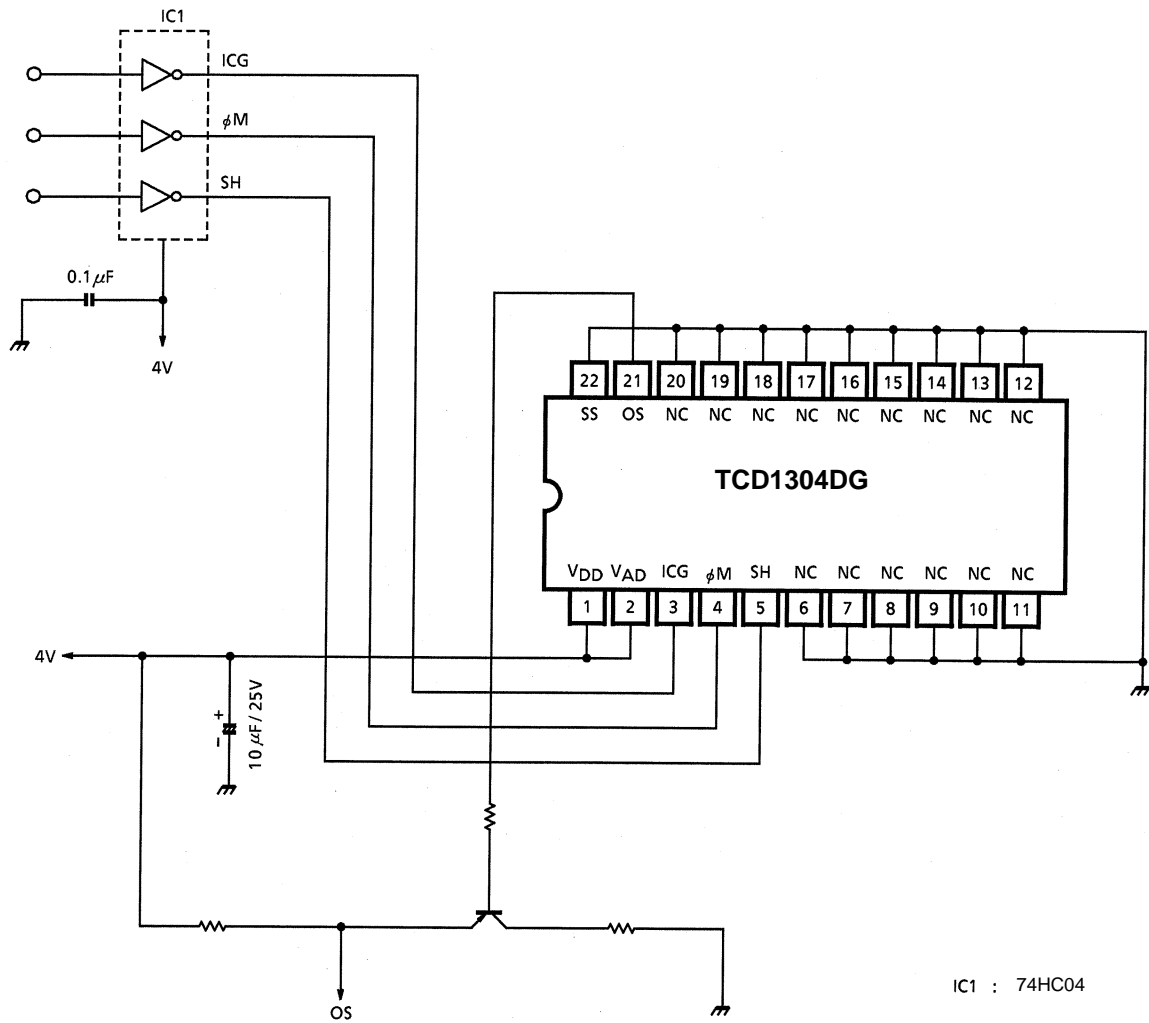 IC1
ICG
φM
SH
0.1μF
4V
22 21 20 19 18 17 16 15 14 13 12
SS OS NC NC NC NC NC NC NC NC NC
TCD1304DG
VDD VAD ICG φM SH NC NC NC NC NC NC
1 2 3 4 5 6 7 8 9 10 11
4V
+
-
10 μF/25V
OS
IC1 : 74HC04